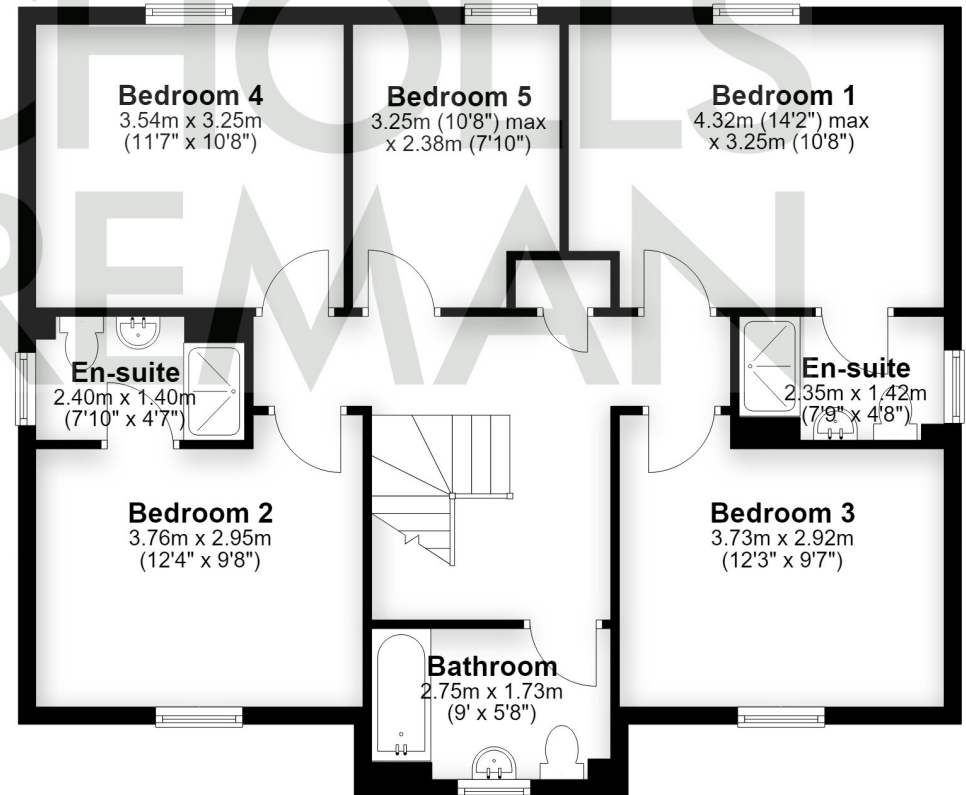 HOLLS
REMAN
Bedroom 4
3.54m x 3.25m
(11'7" x 10'8")
Bedroom 5
3.25m (10'8") max
x 2.38m (7'10")
Bedroom 1
4.32m (14'2") max
x 3.25m (10'8")
En-suite
2.40m x 1.40m
(7'10" x 4'7")
En-suite
2.35m x 1.42m
(7'9" x 4'8")
Bedroom 2
3.76m x 2.95m
(12'4" x 9'8")
Bedroom 3
3.73m x 2.92m
(12'3" x 9'7")
Bathroom
2.75m x 1.73m
(9' x 5'8")